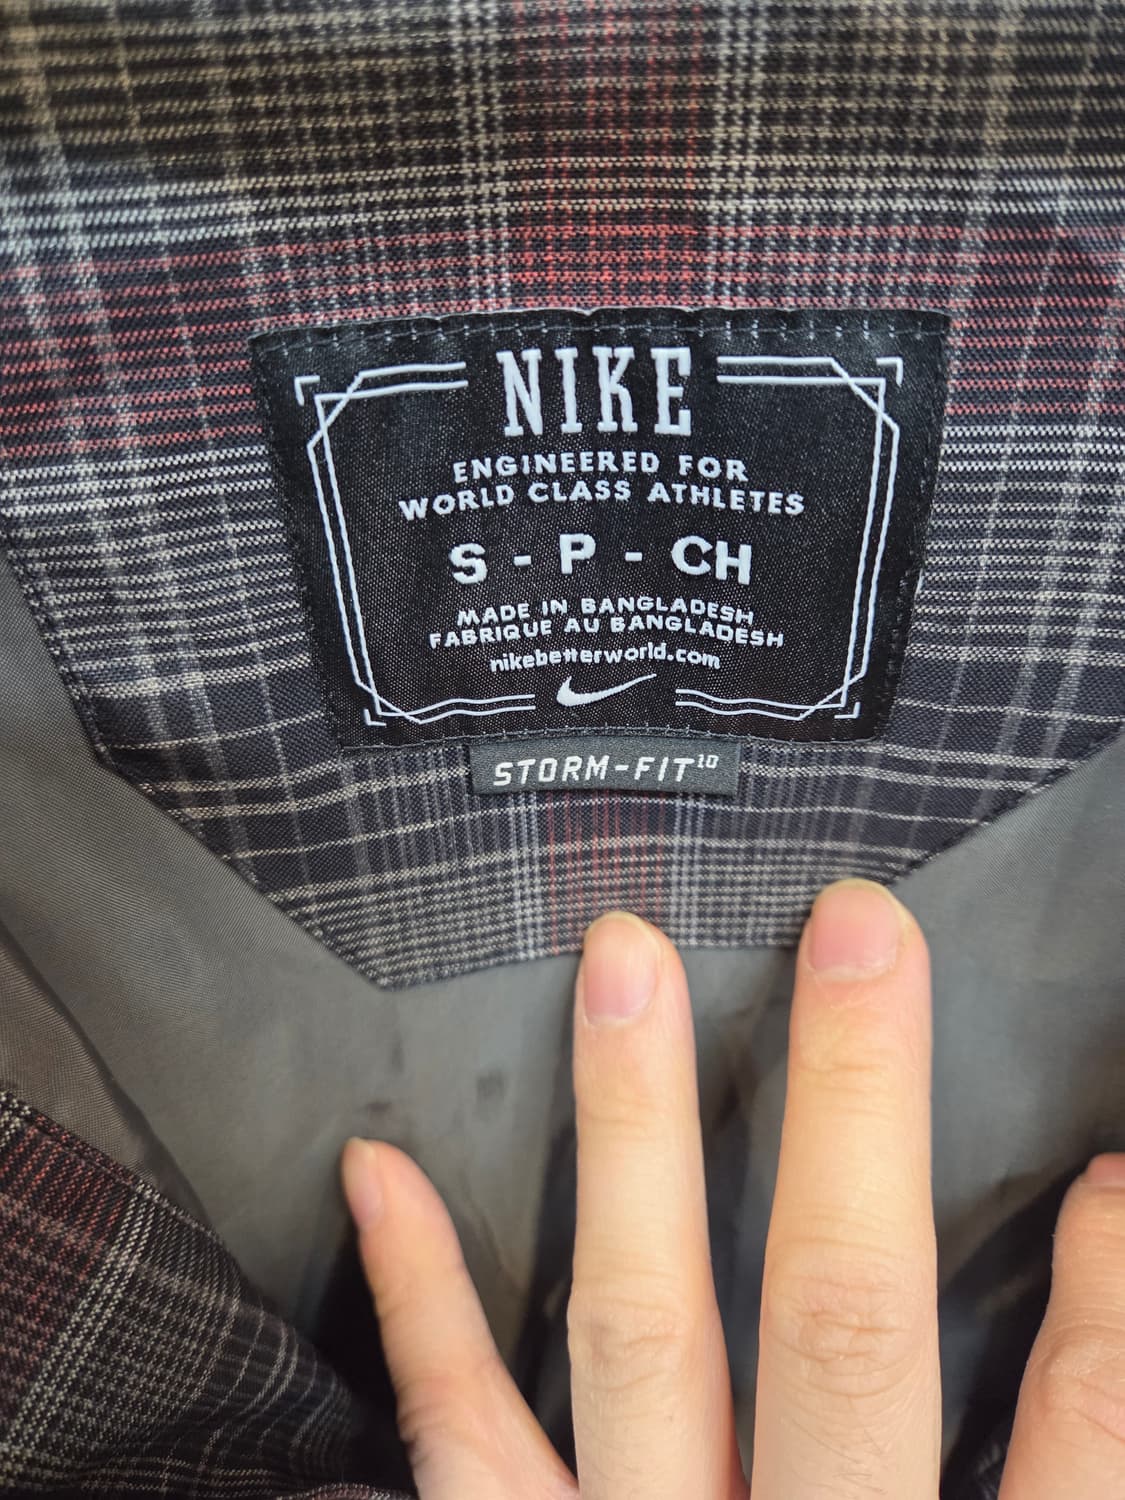 NIKE
ENGINEERED FOR
WORLD CLASS ATHLETES
S - P - CH
MADE IN BANGLADESH
FABRIQUE AU BANGLADESH
nikebetterworld.com
STORM-FIT¹⁰